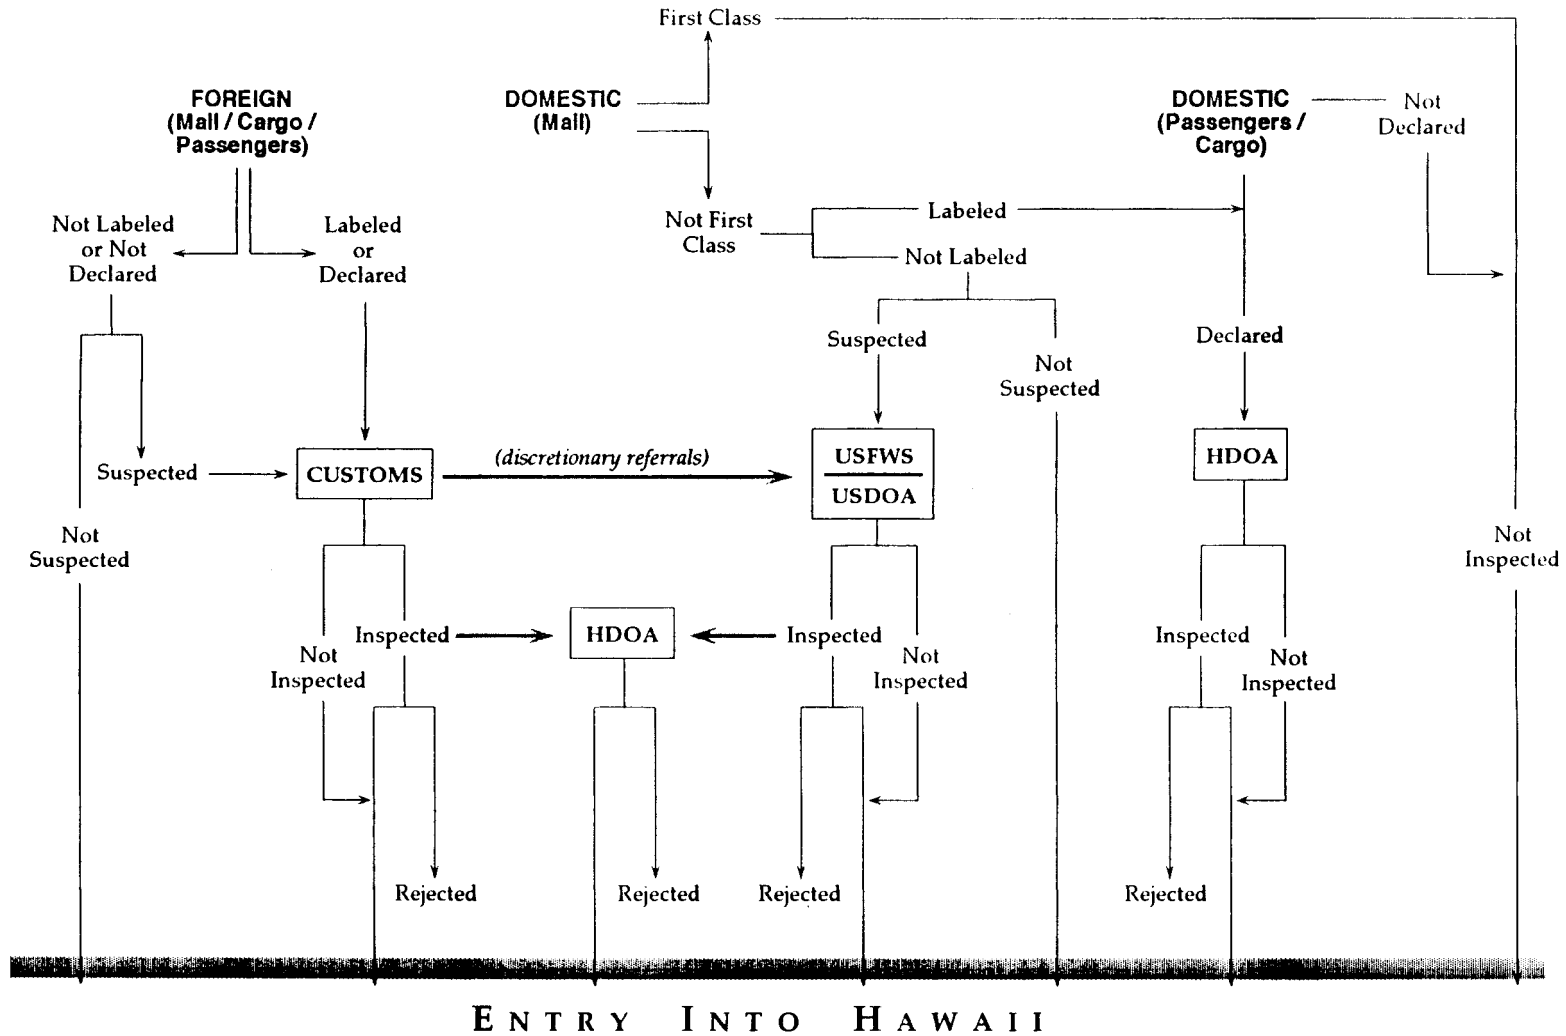 First Class
FOREIGN
(Mail / Cargo /
Passengers)
DOMESTIC
(Mail)
DOMESTIC
(Passengers /
Cargo)
Not
Declared
Not Labeled
or Not
Declared
Labeled
or
Declared
Not First
Class
Labeled
Not Labeled
Suspected
Not
Suspected
Declared
Suspected
CUSTOMS
(discretionary referrals)
USFWS
USDOA
HDOA
Not
Suspected
Not
Inspected
Inspected
Not
Inspected
HDOA
Inspected
Not
Inspected
Inspected
Not
Inspected
Rejected
Rejected
Rejected
Rejected
ENTRY INTO HAWAII